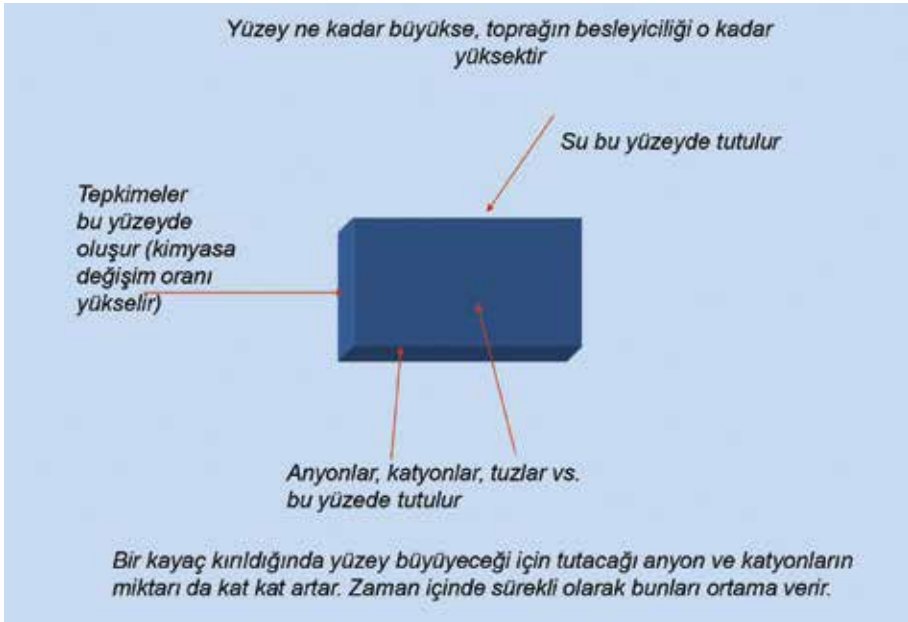 Yüzey ne kadar büyükse, toprağın besleyiciliği o kadar
yüksektir
Su bu yüzeyde tutulur
Tepkimeler
bu yüzeyde
oluşur (kimyasa
değişim oranı
yükselir)
Anyonlar, katyonlar, tuzlar vs.
bu yüzede tutulur
Bir kayaç kırıldığında yüzey büyüyeceği için tutacağı anyon ve katyonların
miktarı da kat kat artar. Zaman içinde sürekli olarak bunları ortama verir.